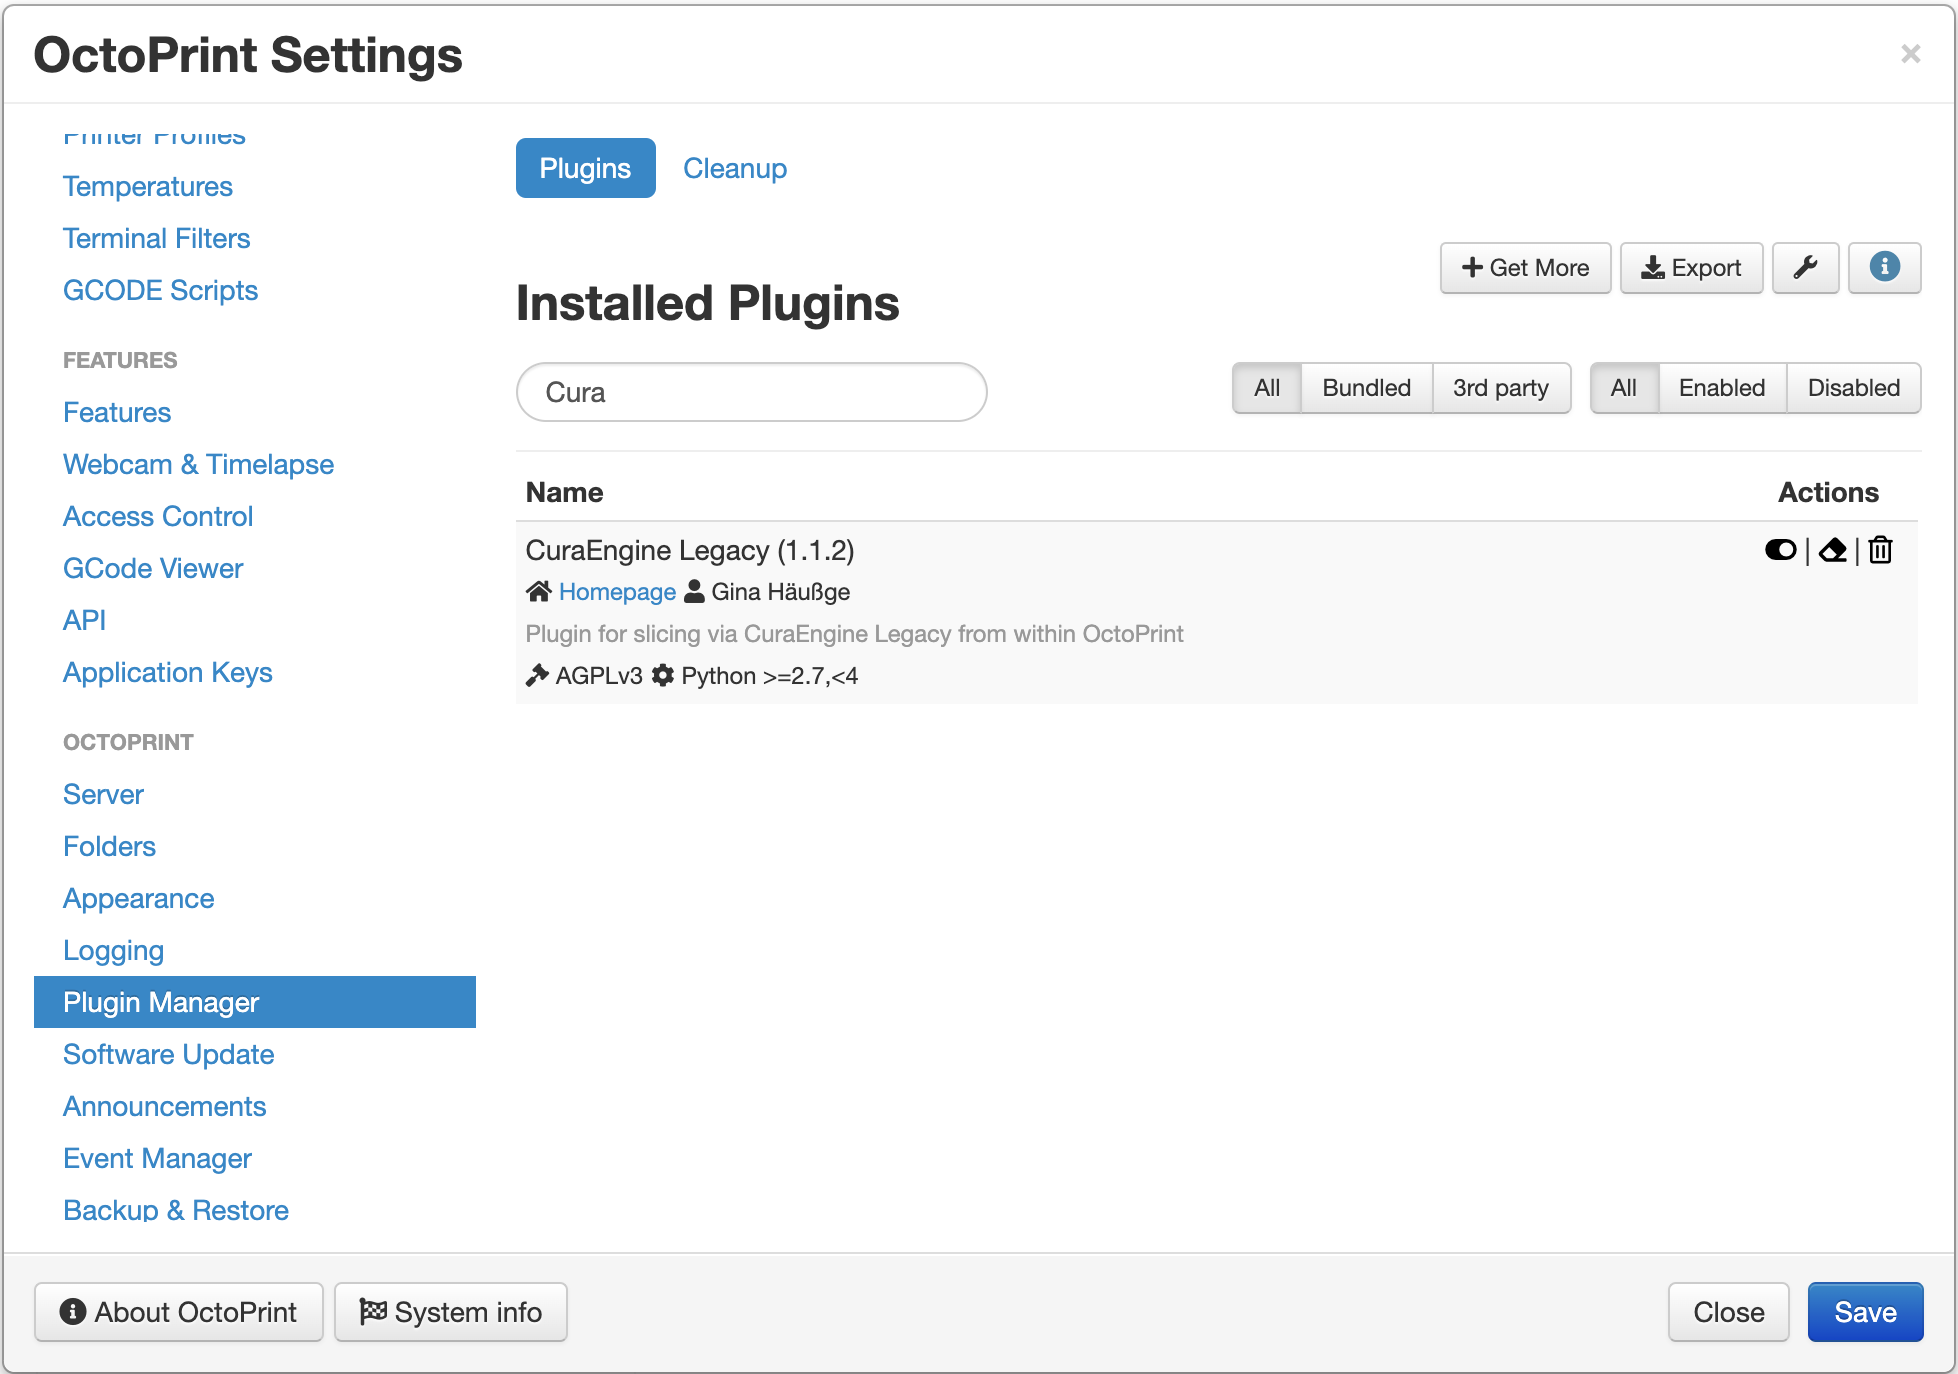 OctoPrint Settings
×
Printer Profiles
Temperatures
Terminal Filters
GCODE Scripts
FEATURES
Features
Webcam & Timelapse
Access Control
GCode Viewer
API
Application Keys
OCTOPRINT
Server
Folders
Appearance
Logging
Plugin Manager
Software Update
Announcements
Event Manager
Backup & Restore
Plugins Cleanup
Get More Export
Installed Plugins
Cura
All Bundled 3rd party All Enabled Disabled
Name Actions
CuraEngine Legacy (1.1.2)
| |
Homepage Gina Häußge
Plugin for slicing via CuraEngine Legacy from within OctoPrint
AGPLv3 Python >=2.7,<4
About OctoPrint System info Close Save